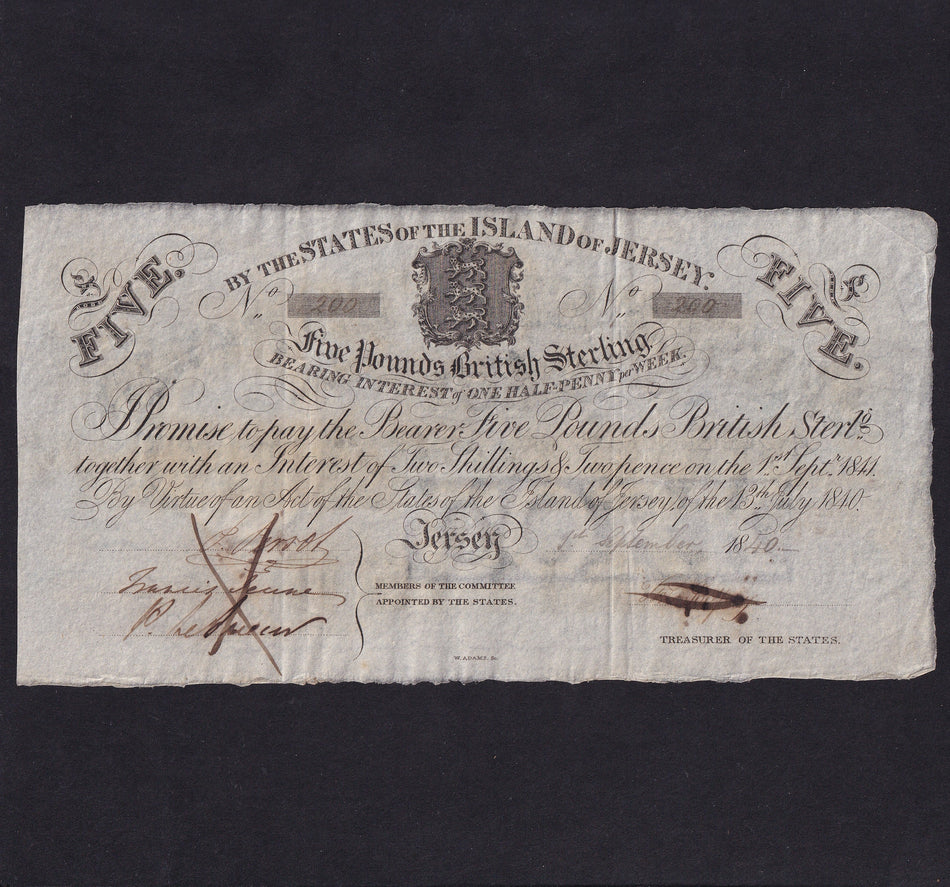 BY THE STATES OF THE ISLAND OF JERSEY.
FIVE. FIVE.
No. 200 No. 200
Five Pounds British Sterling
BEARING INTEREST of ONE HALF-PENNY per WEEK.
I Promise to pay the Bearer Five Pounds British Sterlg.
together with an Interest of Two Shillings & Twopence on the 1st Septr. 1841.
By Virtue of an Act of the States of the Island of Jersey, of the 13th July 1840.
Jersey 1st September 1840
MEMBERS OF THE COMMITTEE
APPOINTED BY THE STATES.
TREASURER OF THE STATES.
W. ADAMS, Sc.